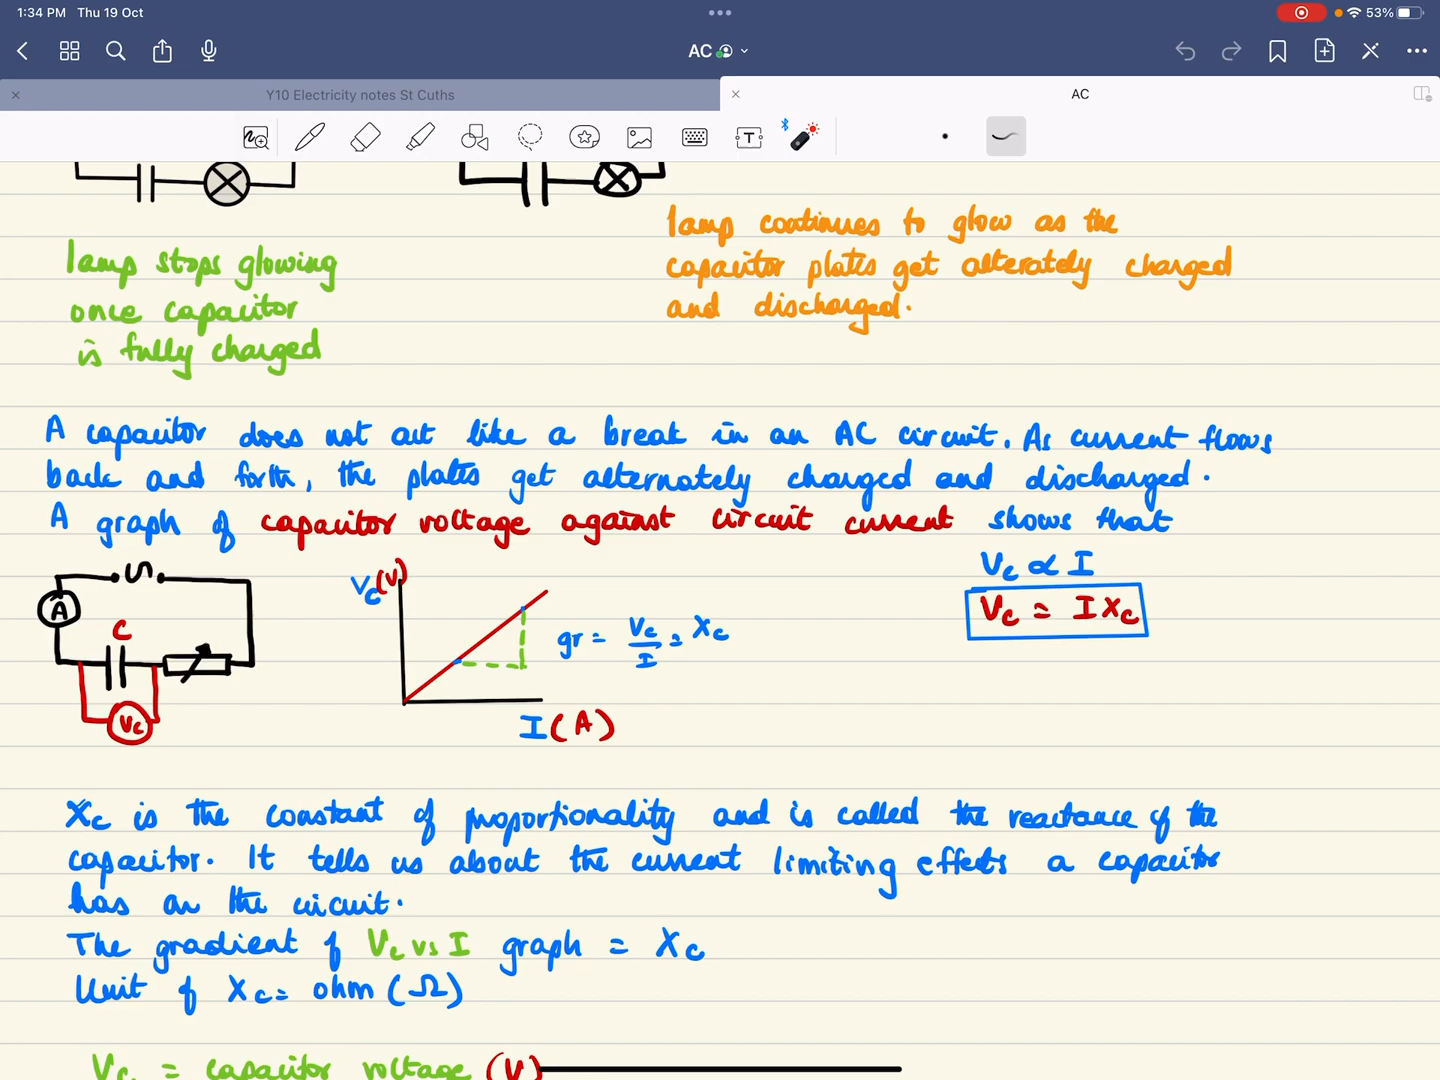 1:34 PM Thu 19 Oct
53%
AC
Y10 Electricity notes St Cuths
AC
T
lamp stops glowing
once capacitor
is fully charged
lamp continues to glow as the
capacitor plates get alterately charged
and discharged.
A capacitor does not act like a break in an AC circuit. As current flows
back and forth, the plates get alternately charged and discharged.
A graph of capacitor voltage against circuit current shows that
Vc ∝ I
Vc = I Xc
A
C
Vc
Vc(V)
gr = Vc/I = Xc
I (A)
Xc is the constant of proportionality and is called the reactance of the
capacitor. It tells us about the current limiting effects a capacitor
has on the circuit.
The gradient of Vc vs I graph = Xc
Unit of Xc = ohm (Ω)
Vc = capacitor voltage (V)